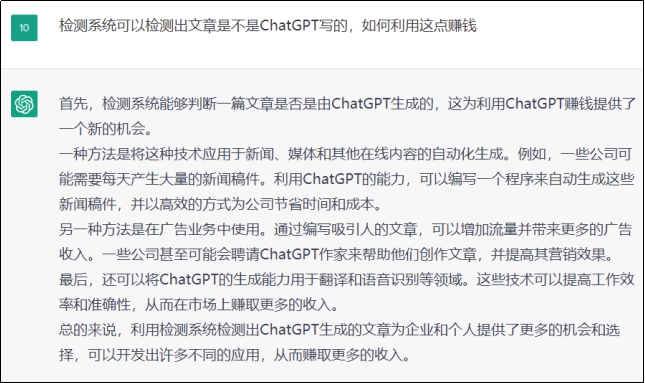 10
检测系统可以检测出文章是不是ChatGPT写的，如何利用这点赚钱
首先，检测系统能够判断一篇文章是否是由ChatGPT生成的，这为利用ChatGPT赚钱提供了
一个新的机会。
一种方法是将这种技术应用于新闻、媒体和其他在线内容的自动化生成。例如，一些公司可
能需要每天产生大量的新闻稿件。利用ChatGPT的能力，可以编写一个程序来自动生成这些
新闻稿件，并以高效的方式为公司节省时间和成本。
另一种方法是在广告业务中使用。通过编写吸引人的文章，可以增加流量并带来更多的广告
收入。一些公司甚至可能会聘请ChatGPT作家来帮助他们创作文章，并提高其营销效果。
最后，还可以将ChatGPT的生成能力用于翻译和语音识别等领域。这些技术可以提高工作效
率和准确性，从而在市场上赚取更多的收入。
总的来说，利用检测系统检测出ChatGPT生成的文章为企业和个人提供了更多的机会和选
择，可以开发出许多不同的应用，从而赚取更多的收入。